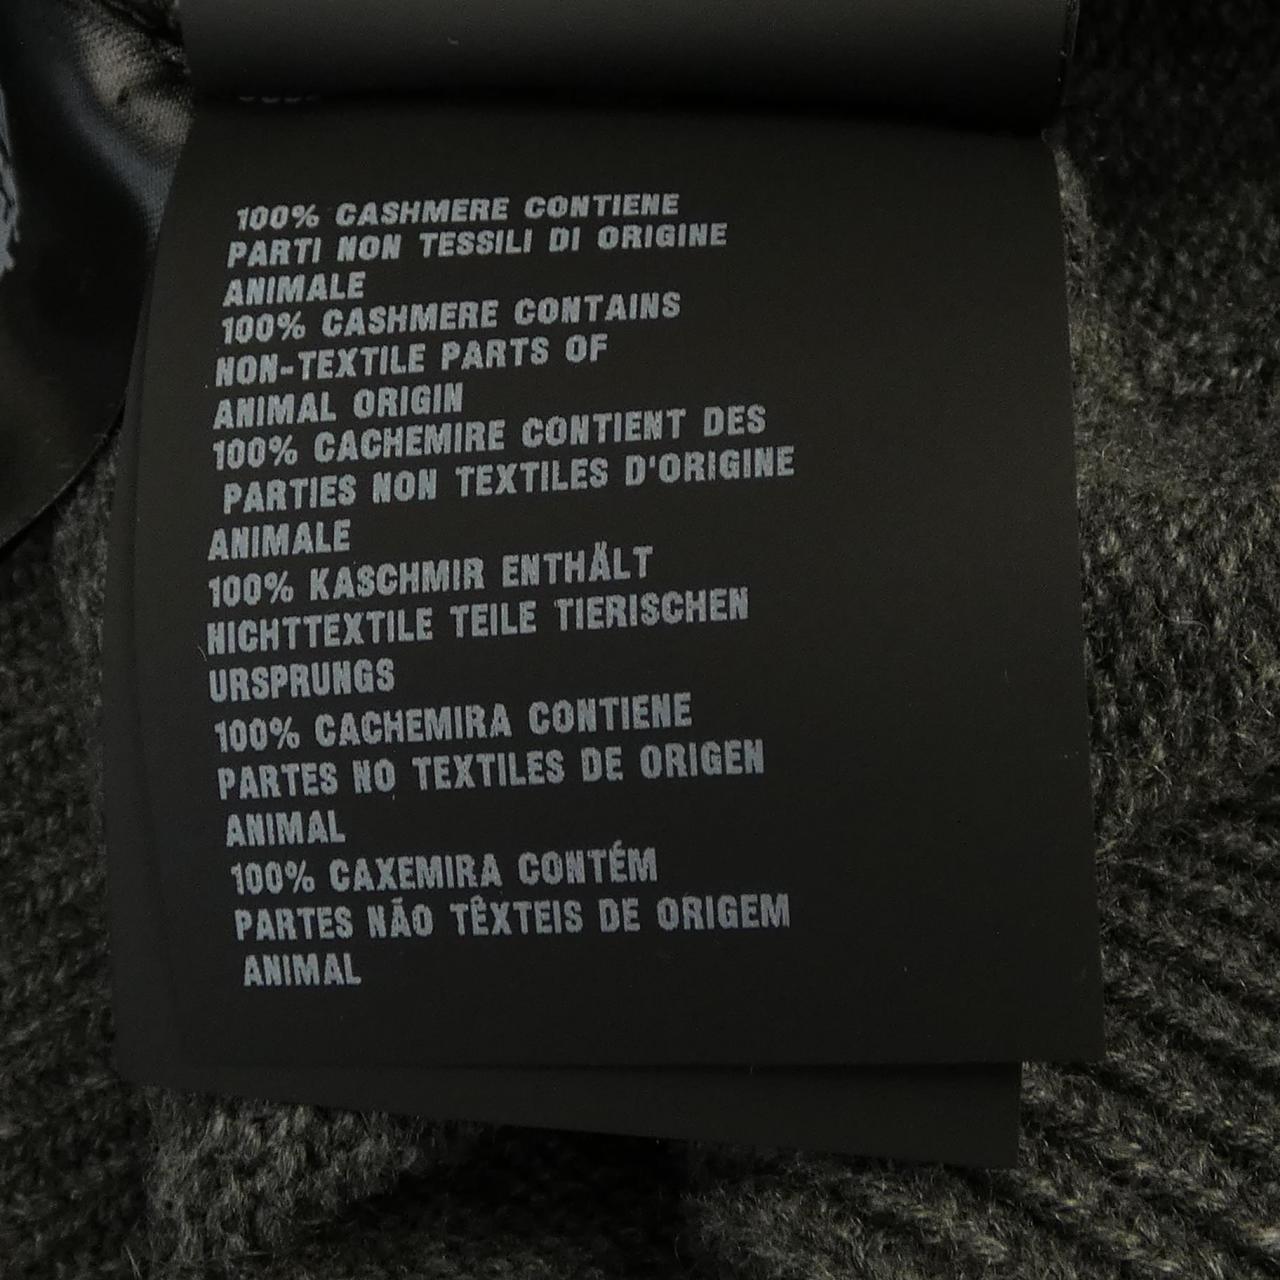 100% CASHMERE CONTIENE
PARTI NON TESSILI DI ORIGINE
ANIMALE
100% CASHMERE CONTAINS
NON-TEXTILE PARTS OF
ANIMAL ORIGIN
100% CACHEMIRE CONTIENT DES
PARTIES NON TEXTILES D'ORIGINE
ANIMALE
100% KASCHMIR ENTHÄLT
NICHTTEXTILE TEILE TIERISCHEN
URSPRUNGS
100% CACHEMIRA CONTIENE
PARTES NO TEXTILES DE ORIGEN
ANIMAL
100% CAXEMIRA CONTÉM
PARTES NÃO TÊXTEIS DE ORIGEM
ANIMAL